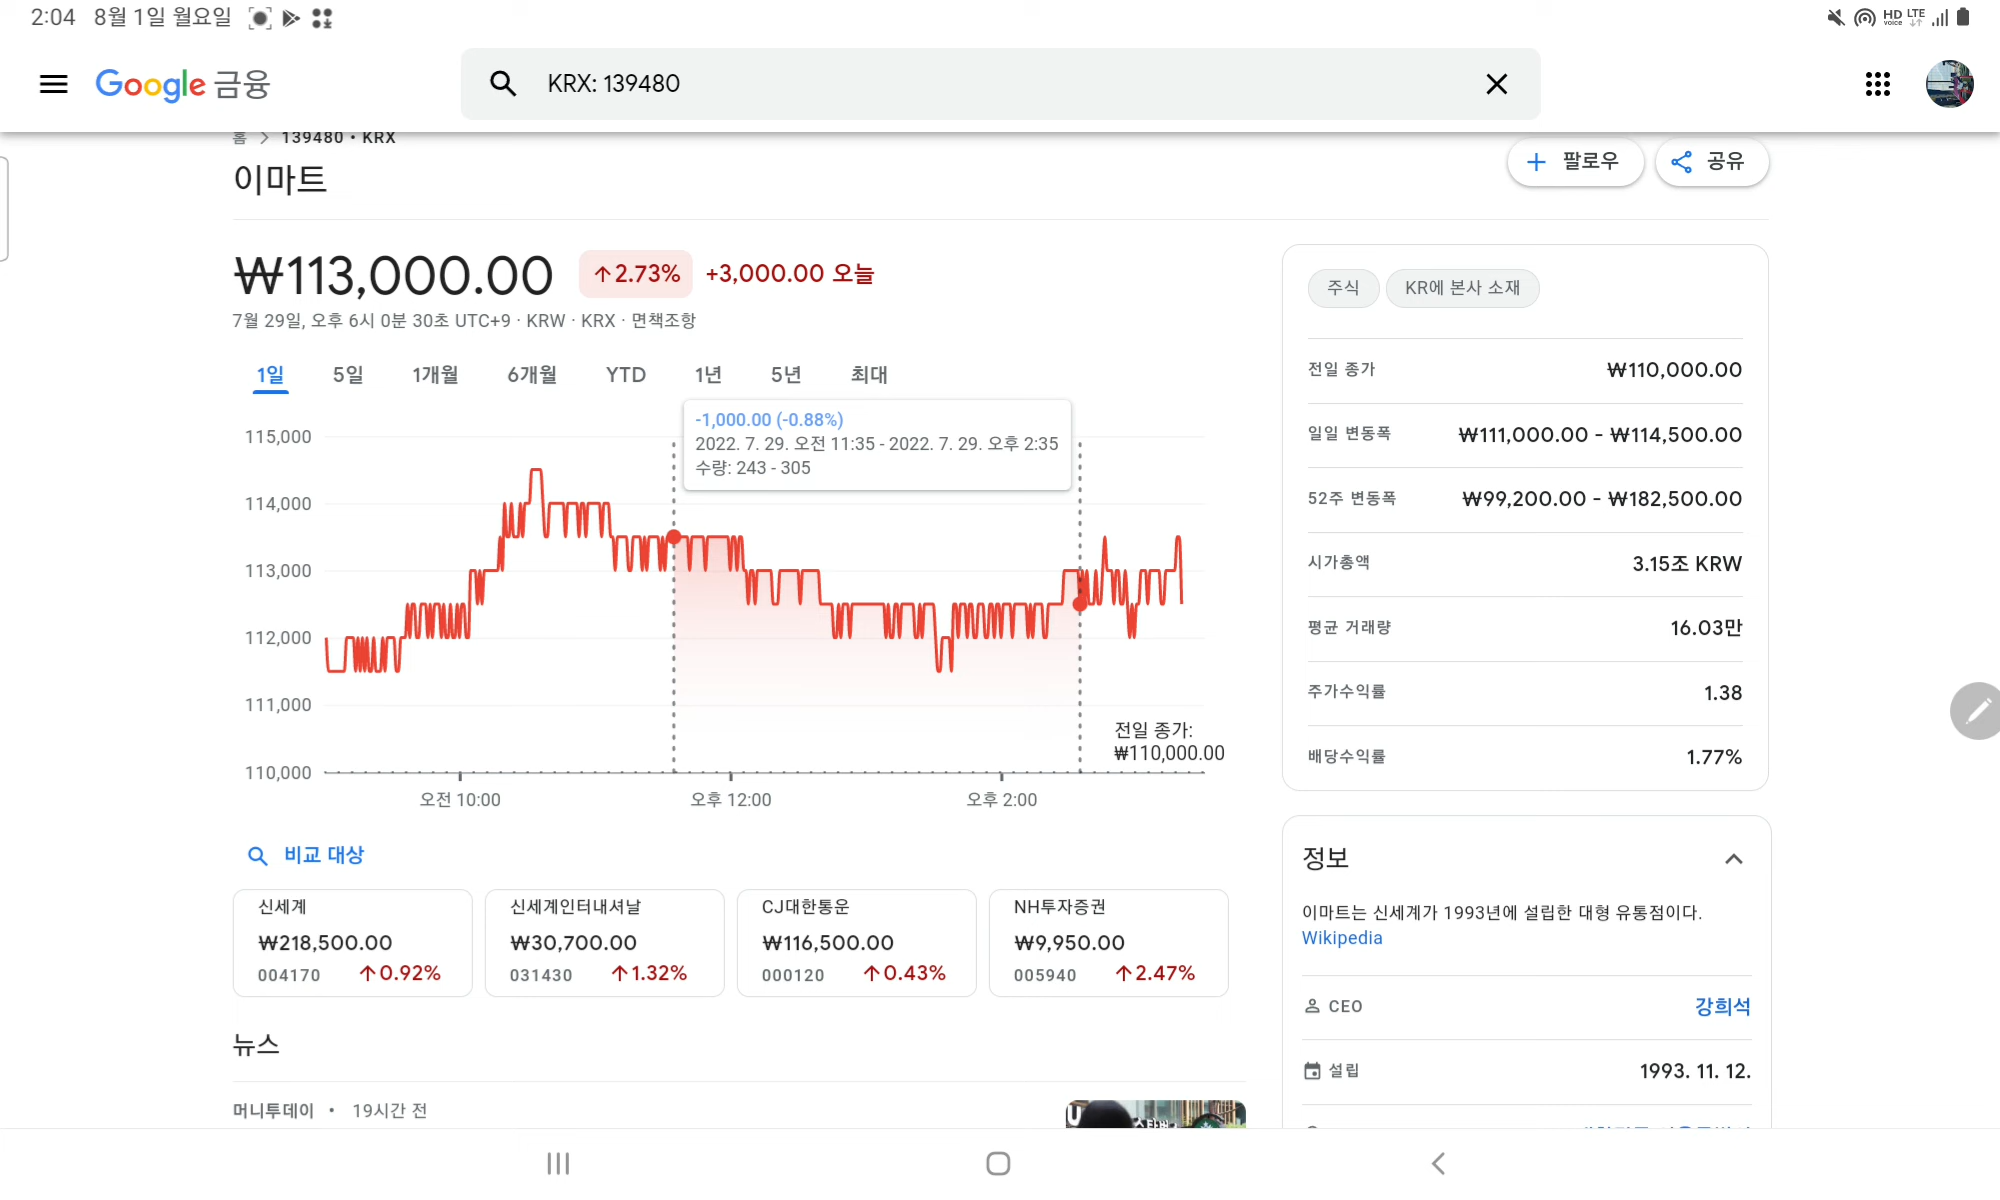 2:04 8월 1일 월요일
HD voice LTE
Google 금융
KRX: 139480
홈 > 139480 • KRX
이마트
+ 팔로우
공유
₩113,000.00 ↑2.73% +3,000.00 오늘
7월 29일, 오후 6시 0분 30초 UTC+9 · KRW · KRX · 면책조항
1일 5일 1개월 6개월 YTD 1년 5년 최대
-1,000.00 (-0.88%)
2022. 7. 29. 오전 11:35 - 2022. 7. 29. 오후 2:35
수량: 243 - 305
115,000
114,000
113,000
112,000
111,000
110,000
전일 종가:
₩110,000.00
오전 10:00 오후 12:00 오후 2:00
비교 대상
신세계
₩218,500.00
004170 ↑0.92%
신세계인터내셔날
₩30,700.00
031430 ↑1.32%
CJ대한통운
₩116,500.00
000120 ↑0.43%
NH투자증권
₩9,950.00
005940 ↑2.47%
뉴스
머니투데이 • 19시간 전
주식 KR에 본사 소재
전일 종가 ₩110,000.00
일일 변동폭 ₩111,000.00 - ₩114,500.00
52주 변동폭 ₩99,200.00 - ₩182,500.00
시가총액 3.15조 KRW
평균 거래량 16.03만
주가수익률 1.38
배당수익률 1.77%
정보
이마트는 신세계가 1993년에 설립한 대형 유통점이다.
Wikipedia
CEO 강희석
설립 1993. 11. 12.